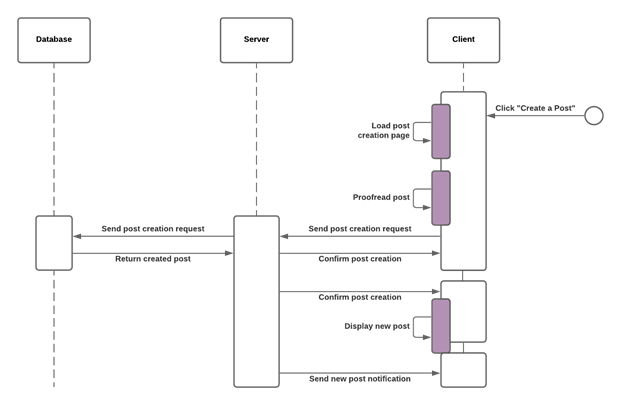 Database
Server
Client
Click "Create a Post"
Load post
creation page
Proofread post
Send post creation request
Send post creation request
Return created post
Confirm post creation
Confirm post creation
Display new post
Send new post notification